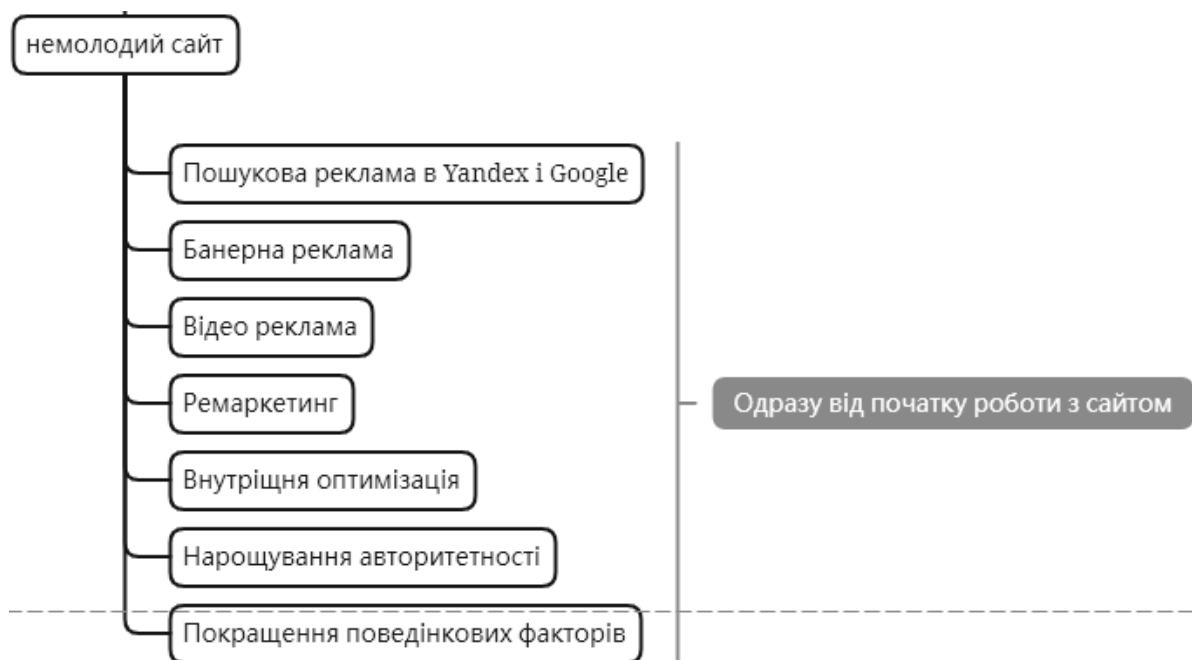 немолодий сайт
Пошукова реклама в Yandex і Google
Банерна реклама
Відео реклама
Ремаркетинг
Одразу від початку роботи з сайтом
Внутріщня оптимізація
Нарощування авторитетності
Покращення поведінкових факторів